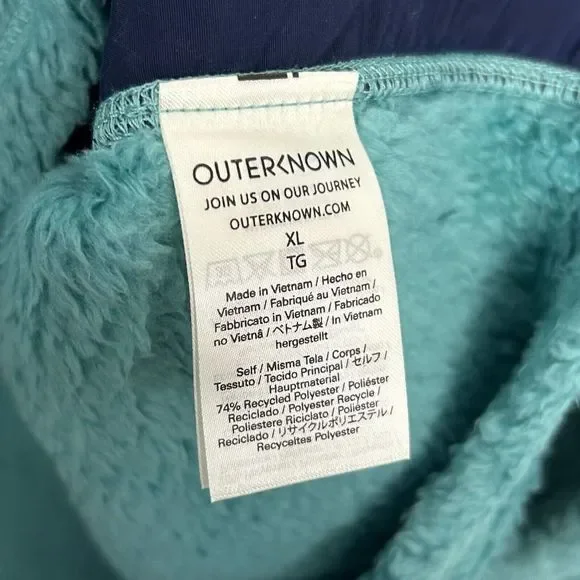 OUTERKNOWN
JOIN US ON OUR JOURNEY
OUTERKNOWN.COM
XL
TG
Made in Vietnam / Hecho en
Vietnam / Fabriqué au Vietnam /
Fabbricato in Vietnam / Fabricado
no Vietnã / ベトナム製 / In Vietnam
hergestellt
Self / Misma Tela / Corps /
Tessuto / Tecido Principal / セルフ /
Hauptmaterial
74% Recycled Polyester / Poliéster
Reciclado / Polyester Recycle /
Poliestere Riciclato / Poliéster
Reciclado / リサイクルポリエステル /
Recyceltes Polyester